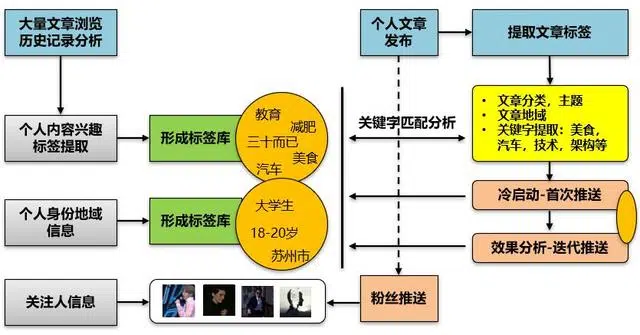 大量文章浏览
历史记录分析
个人文章
发布
提取文章标签
个人内容兴趣
标签提取
形成标签库
教育
减肥
三十而已
美食
汽车
关键字匹配分析
• 文章分类，主题
• 文章地域
• 关键字提取：美食，
汽车，技术，架构等
个人身份地域
信息
形成标签库
大学生
18-20岁
苏州市
冷启动-首次推送
效果分析-迭代推送
关注人信息
粉丝推送